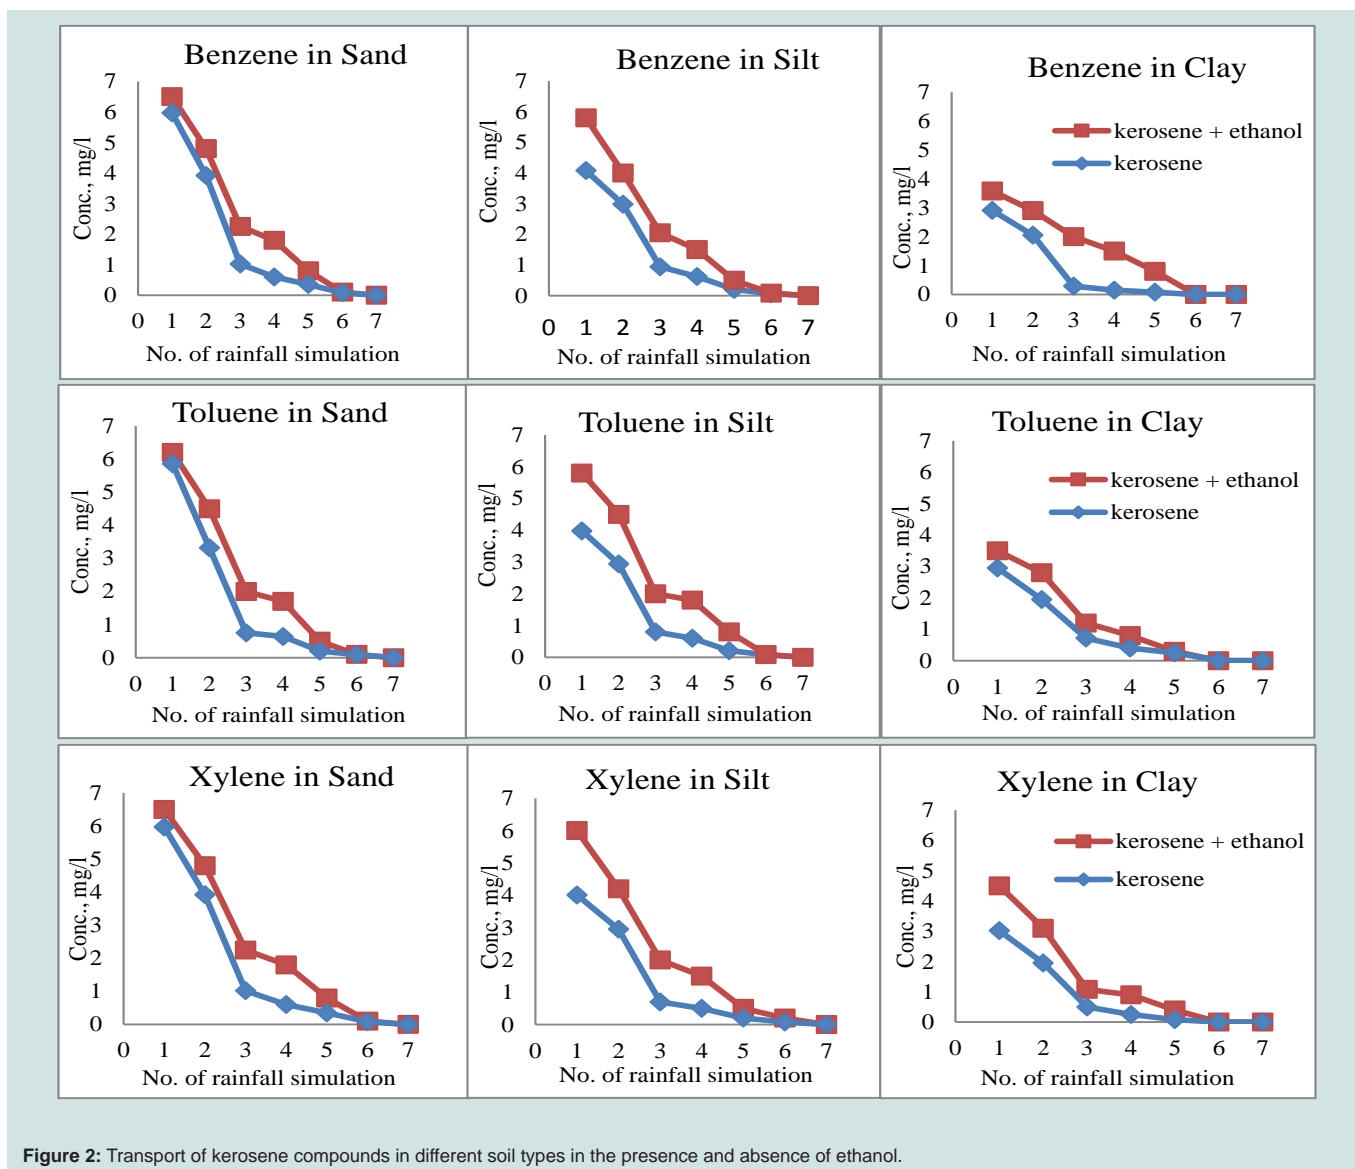 Benzene in Sand
7
6
5
4
3
2
1
0
Conc., mg/l
0 1 2 3 4 5 6 7
No. of rainfall simulation
Benzene in Silt
7
6
5
4
3
2
1
0
Conc., mg/l
0 1 2 3 4 5 6 7
No. of rainfall simulation
Benzene in Clay
7
6
5
4
3
2
1
0
Conc., mg/l
kerosene + ethanol
kerosene
0 1 2 3 4 5 6 7
No. of rainfall simulation
Toluene in Sand
7
6
5
4
3
2
1
0
Conc., mg/l
0 1 2 3 4 5 6 7
No. of rainfall simulation
Toluene in Silt
7
6
5
4
3
2
1
0
Conc., mg/l
0 1 2 3 4 5 6 7
No. of rainfall simulation
Toluene in Clay
7
6
5
4
3
2
1
0
Conc., mg/l
kerosene + ethanol
kerosene
0 1 2 3 4 5 6 7
No. of rainfall simulation
Xylene in Sand
7
6
5
4
3
2
1
0
Conc., mg/l
0 1 2 3 4 5 6 7
No. of rainfall simulation
Xylene in Silt
7
6
5
4
3
2
1
0
Conc., mg/l
0 1 2 3 4 5 6 7
No. of rainfall simulation
Xylene in Clay
7
6
5
4
3
2
1
0
Conc., mg/l
kerosene + ethanol
kerosene
0 1 2 3 4 5 6 7
No. of rainfall simulation
Figure 2: Transport of kerosene compounds in different soil types in the presence and absence of ethanol.